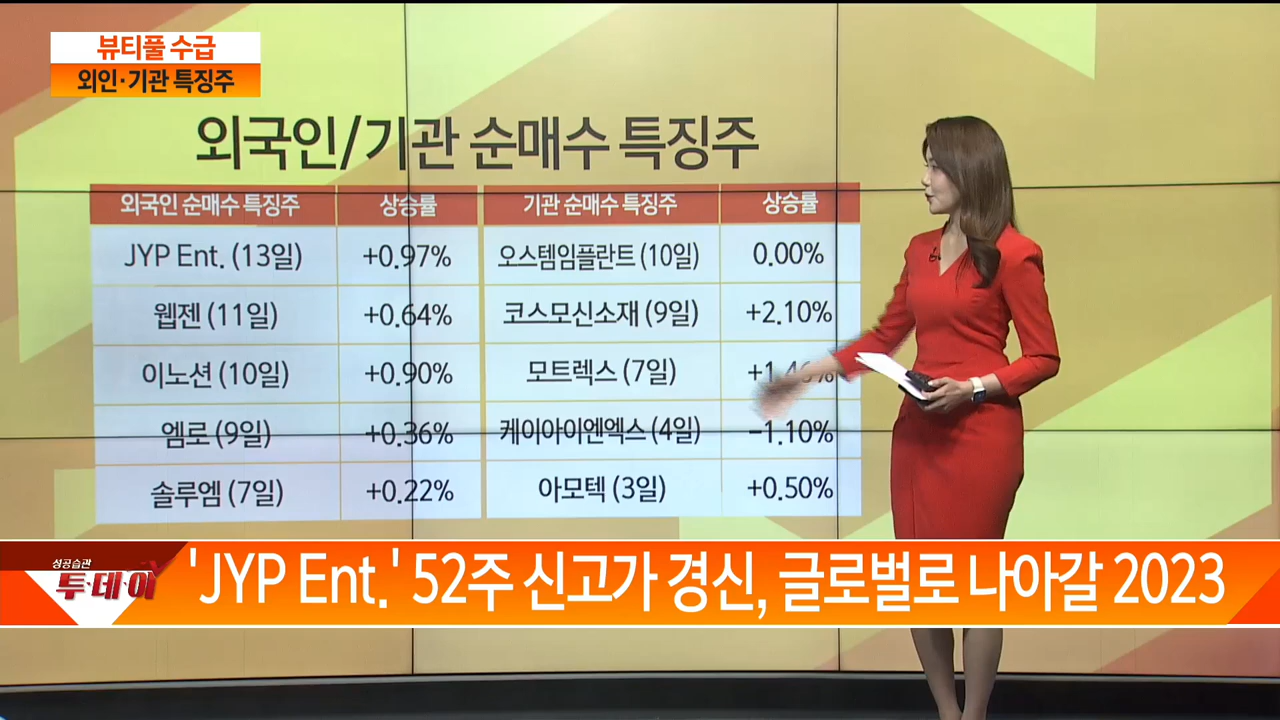 뷰티풀 수급
외인·기관 특징주
외국인/기관 순매수 특징주
외국인 순매수 특징주 상승률 기관 순매수 특징주 상승률
JYP Ent. (13일) +0.97% 오스템임플란트 (10일) 0.00%
웹젠 (11일) +0.64% 코스모신소재 (9일) +2.10%
이노션 (10일) +0.90% 모트렉스 (7일)
엠로 (9일) +0.36% 케이아이엔엑스 (4일) -1.10%
솔루엠 (7일) +0.22% 아모텍 (3일) +0.50%
성공습관
투·데·이
'JYP Ent.' 52주 신고가 경신, 글로벌로 나아갈 2023